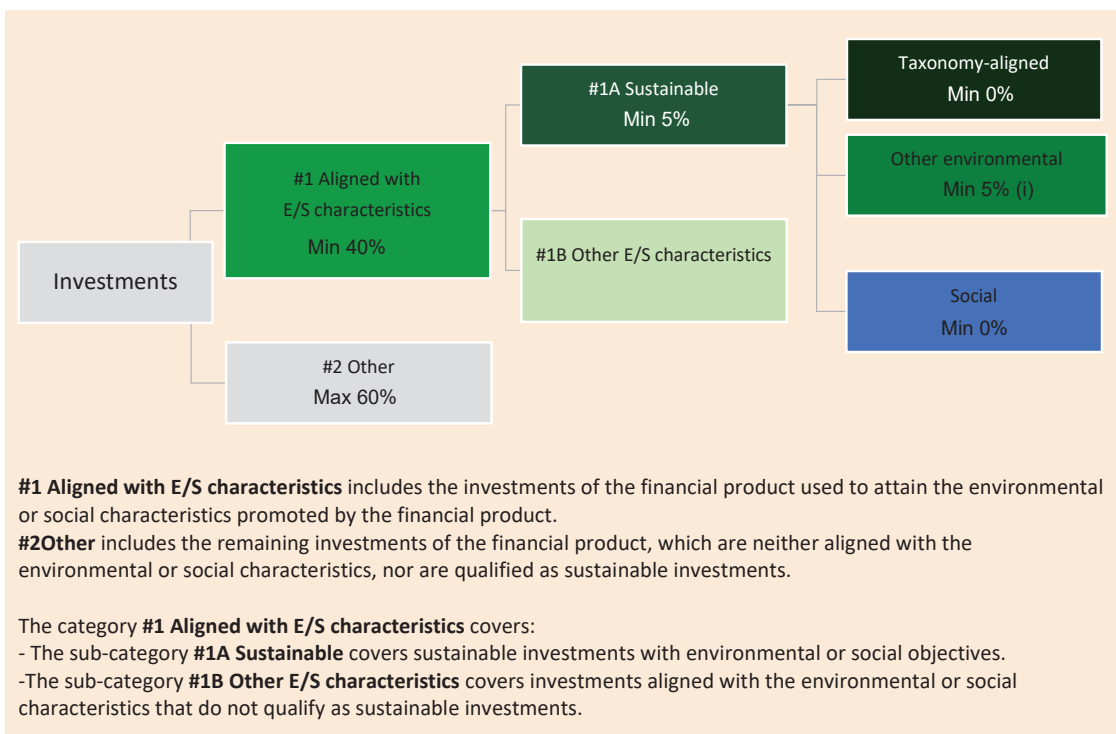 Investments
#1 Aligned with
E/S characteristics
Min 40%
#2 Other
Max 60%
#1A Sustainable
Min 5%
#1B Other E/S characteristics
Taxonomy-aligned
Min 0%
Other environmental
Min 5% (i)
Social
Min 0%
#1 Aligned with E/S characteristics includes the investments of the financial product used to attain the environmental
or social characteristics promoted by the financial product.
#2Other includes the remaining investments of the financial product, which are neither aligned with the
environmental or social characteristics, nor are qualified as sustainable investments.
The category #1 Aligned with E/S characteristics covers:
- The sub-category #1A Sustainable covers sustainable investments with environmental or social objectives.
-The sub-category #1B Other E/S characteristics covers investments aligned with the environmental or social
characteristics that do not qualify as sustainable investments.